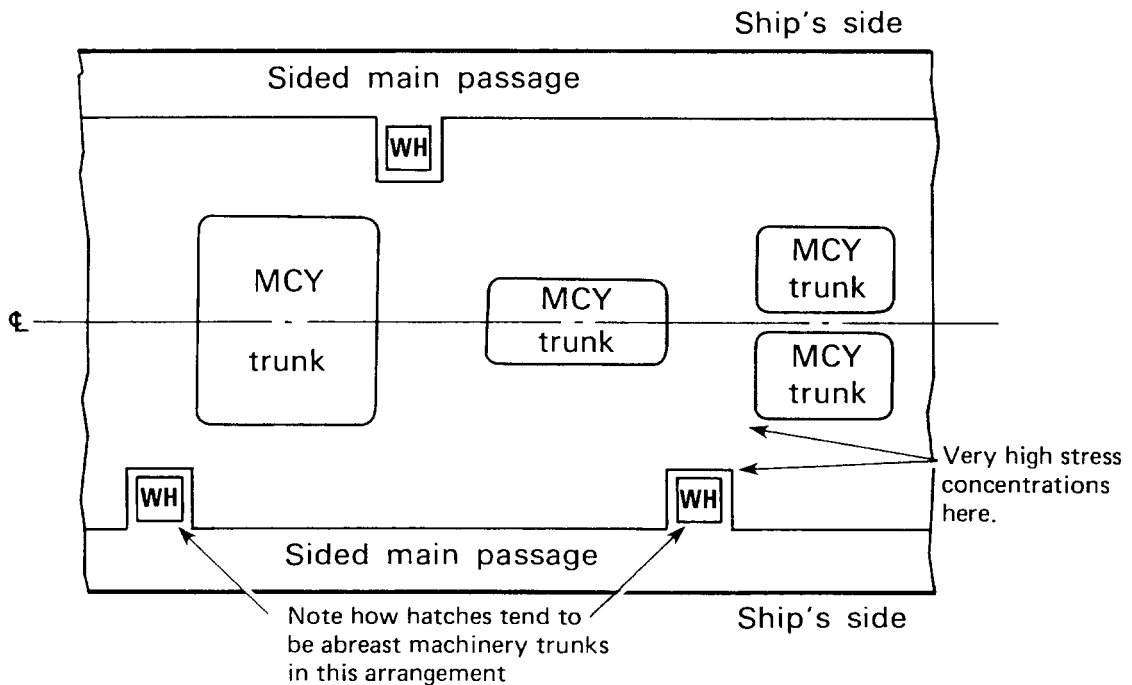 Ship's side
Sided main passage
WH
MCY
trunk
MCY
trunk
MCY
trunk
MCY
trunk
℄
WH
WH
Very high stress
concentrations
here.
Sided main passage
Note how hatches tend to
be abreast machinery trunks
in this arrangement
Ship's side